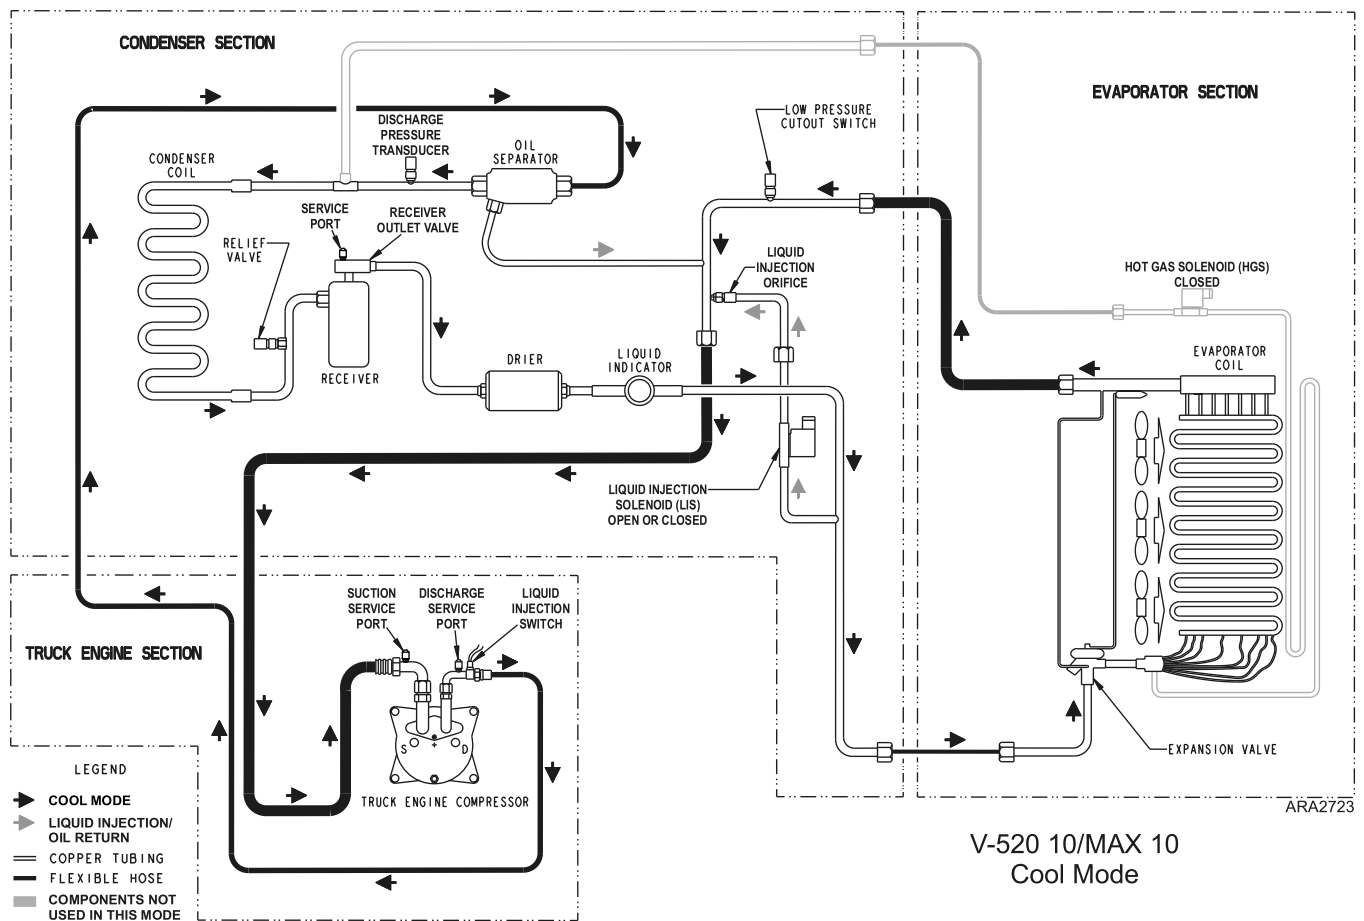 CONDENSER SECTION
EVAPORATOR SECTION
LOW PRESSURE
CUTOUT SWITCH
DISCHARGE
PRESSURE
TRANSDUCER
OIL
SEPARATOR
CONDENSER
COIL
SERVICE
PORT
RECEIVER
OUTLET VALVE
RELIEF
VALVE
LIQUID
INJECTION
ORIFICE
HOT GAS SOLENOID (HGS)
CLOSED
EVAPORATOR
COIL
RECEIVER
DRIER
LIQUID
INDICATOR
LIQUID INJECTION
SOLENOID (LIS)
OPEN OR CLOSED
TRUCK ENGINE SECTION
SUCTION
SERVICE
PORT
DISCHARGE
SERVICE
PORT
LIQUID
INJECTION
SWITCH
S
D
TRUCK ENGINE COMPRESSOR
EXPANSION VALVE
LEGEND
COOL MODE
LIQUID INJECTION/
OIL RETURN
COPPER TUBING
FLEXIBLE HOSE
COMPONENTS NOT
USED IN THIS MODE
ARA2723
V-520 10/MAX 10
Cool Mode